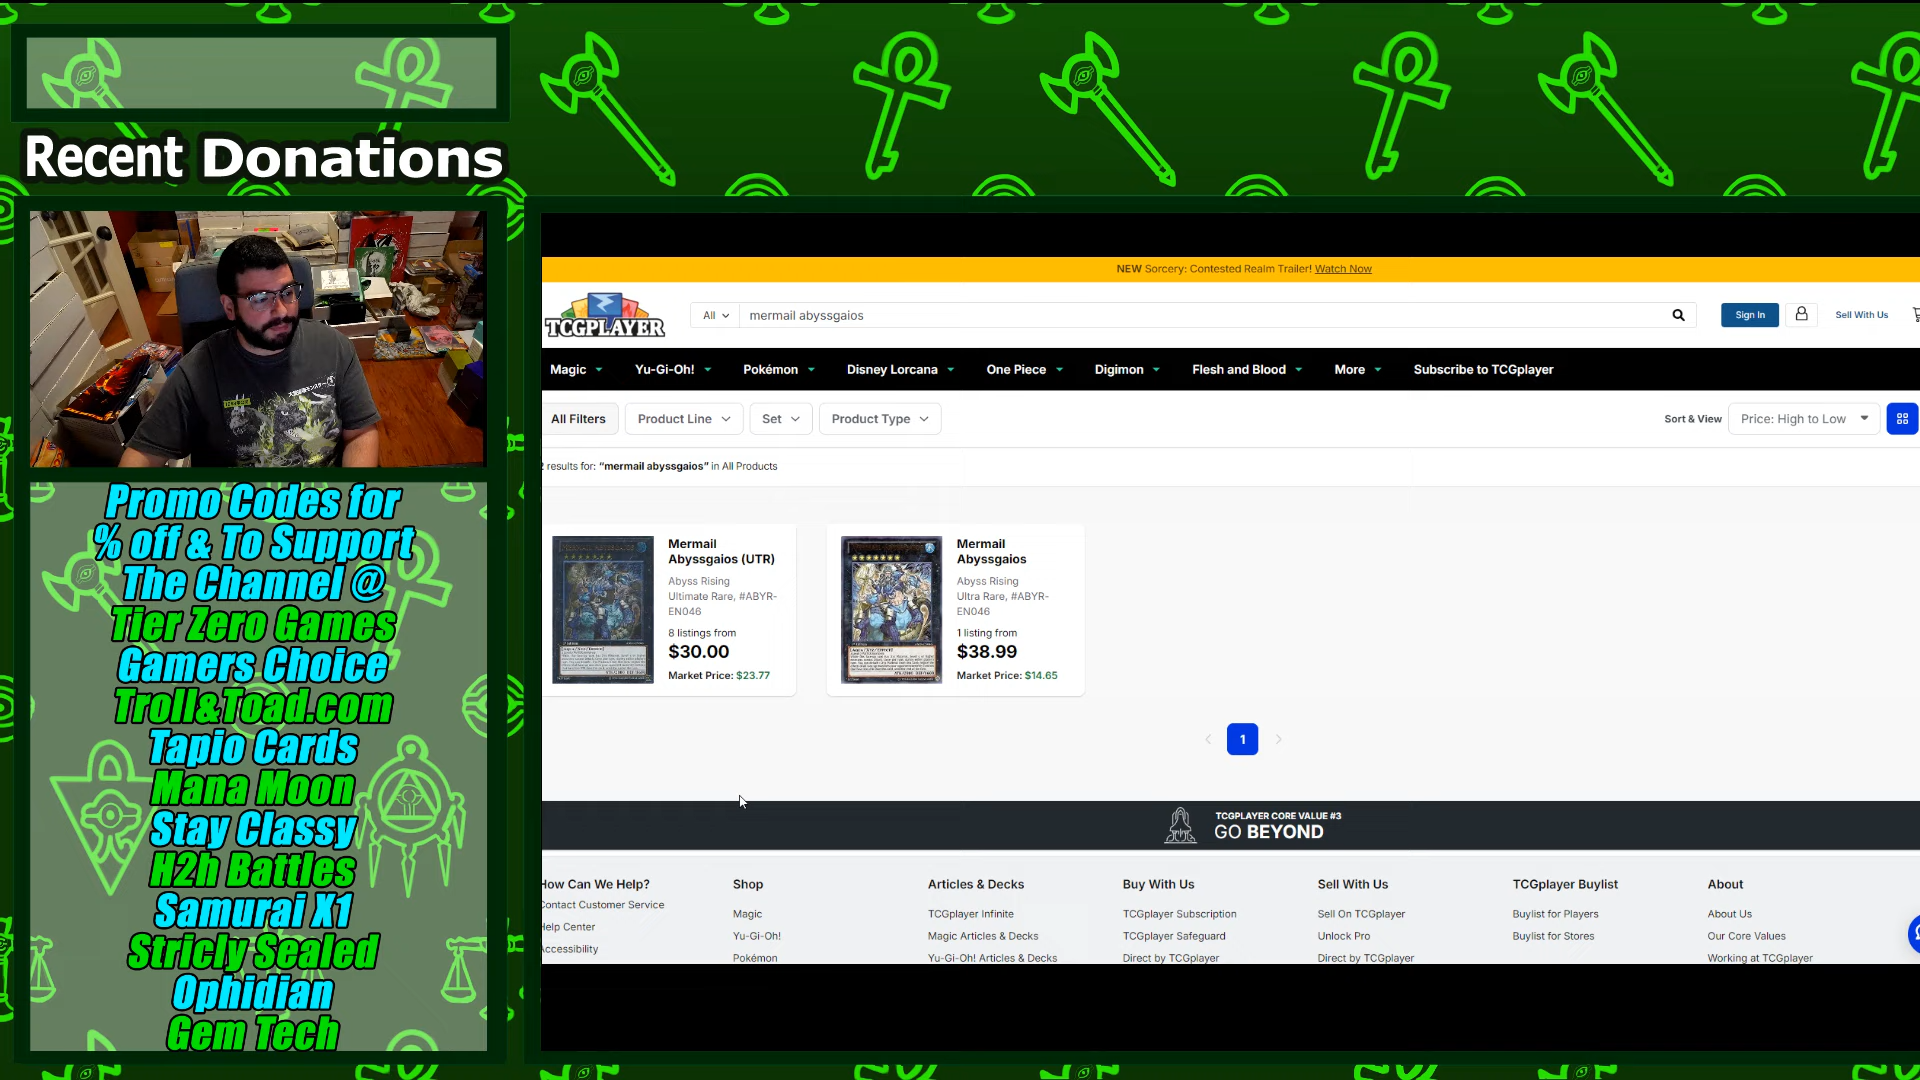 Recent Donations
Promo Codes for
% off & To Support
The Channel @
Tier Zero Games
Gamers Choice
Troll&Toad.com
Tapio Cards
Mana Moon
Stay Classy
H2h Battles
Samurai X1
Stricly Sealed
Ophidian
Gem Tech
NEW Sorcery: Contested Realm Trailer! Watch Now
TCGPLAYER
All
mermail abyssgaios
Sign In
Sell With Us
Magic
Yu-Gi-Oh!
Pokémon
Disney Lorcana
One Piece
Digimon
Flesh and Blood
More
Subscribe to TCGplayer
All Filters
Product Line
Set
Product Type
Sort & View
Price: High to Low
results for: “mermail abyssgaios” in All Products
Mermail
Abyssgaios (UTR)
Abyss Rising
Ultimate Rare, #ABYR-
EN046
8 listings from
$30.00
Market Price: $23.77
Mermail
Abyssgaios
Abyss Rising
Ultra Rare, #ABYR-
EN046
1 listing from
$38.99
Market Price: $14.65
1
TCGPLAYER CORE VALUE #3
GO BEYOND
How Can We Help?
Contact Customer Service
Help Center
Accessibility
Shop
Magic
Yu-Gi-Oh!
Pokémon
Articles & Decks
TCGplayer Infinite
Magic Articles & Decks
Yu-Gi-Oh! Articles & Decks
Buy With Us
TCGplayer Subscription
TCGplayer Safeguard
Direct by TCGplayer
Sell With Us
Sell On TCGplayer
Unlock Pro
Direct by TCGplayer
TCGplayer Buylist
Buylist for Players
Buylist for Stores
About
About Us
Our Core Values
Working at TCGplayer